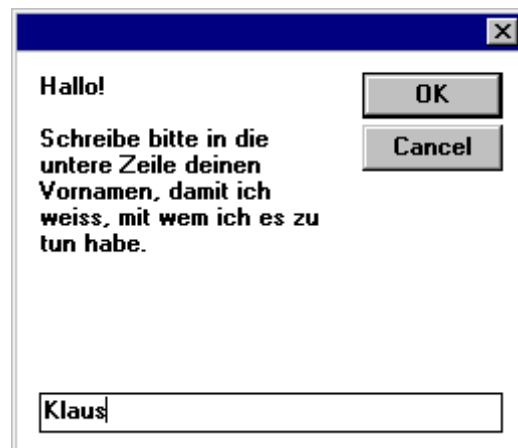 Hallo!
OK
Schreibe bitte in die
untere Zeile deinen
Vornamen, damit ich
weiss, mit wem ich es zu
tun habe.
Cancel
Klaus